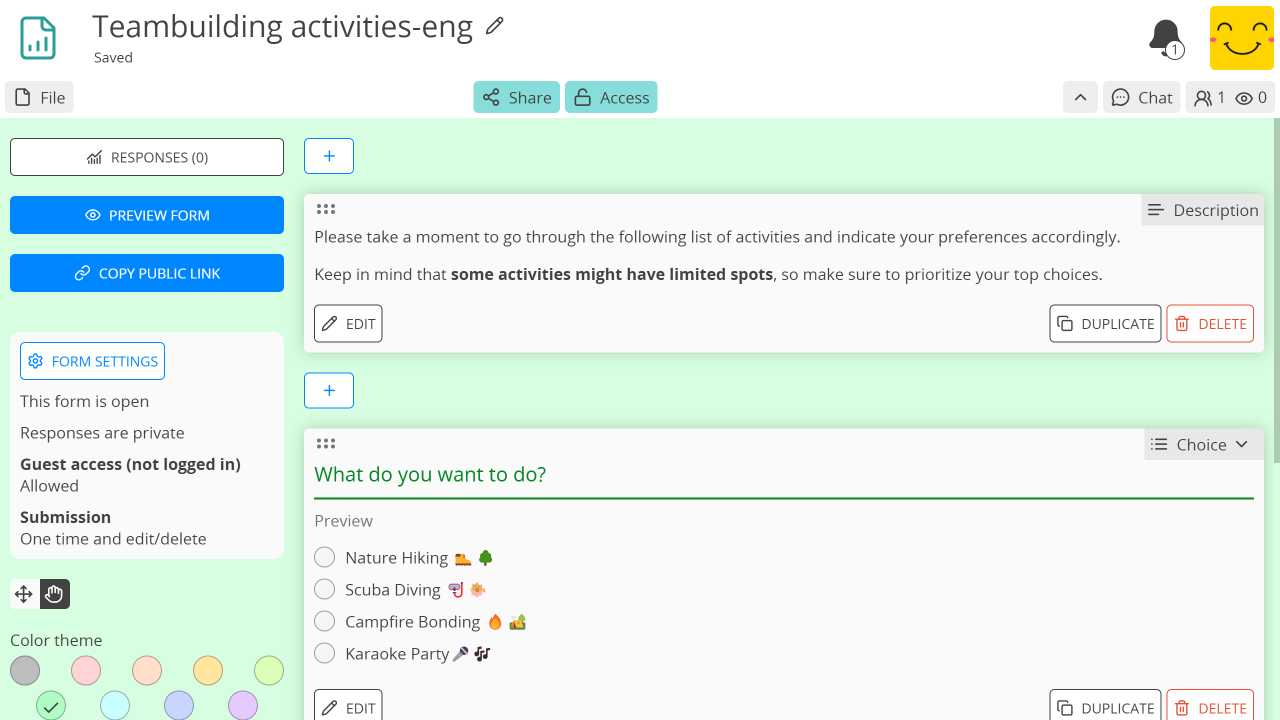 Teambuilding activities-eng
Saved
1
File
Share
Access
Chat
1
0
RESPONSES (0)
PREVIEW FORM
COPY PUBLIC LINK
FORM SETTINGS
This form is open
Responses are private
Guest access (not logged in)
Allowed
Submission
One time and edit/delete
Color theme
+
Description
Please take a moment to go through the following list of activities and indicate your preferences accordingly.
Keep in mind that some activities might have limited spots, so make sure to prioritize your top choices.
EDIT
DUPLICATE
DELETE
+
Choice
What do you want to do?
Preview
Nature Hiking 🥾 🌳
Scuba Diving 🤿 🐡
Campfire Bonding 🔥 🏕️
Karaoke Party🎤 🎶
EDIT
DUPLICATE
DELETE